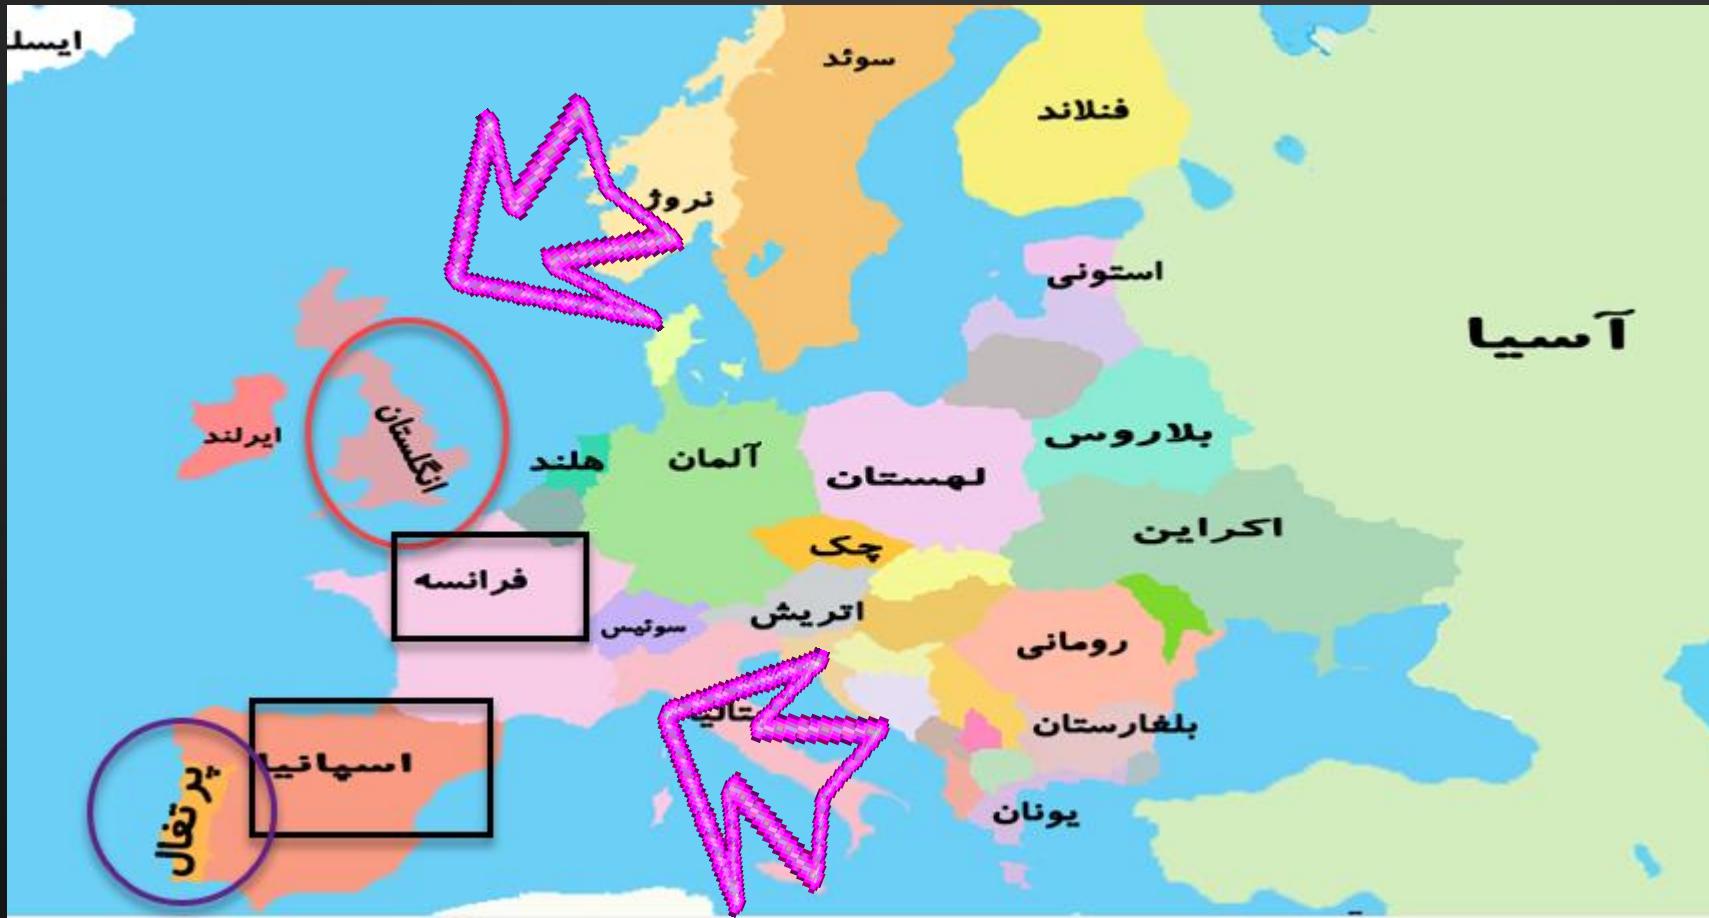 ایسل
سوئد
فنلاند
نروژ
استونی
آسیا
ایرلند
انگلستان
هلند
آلمان
لهستان
بلاروس
اکراین
چک
فرانسه
سوئیس
اتریش
رومانی
تالیا
بلغارستان
اسپانیا
پرتغال
یونان